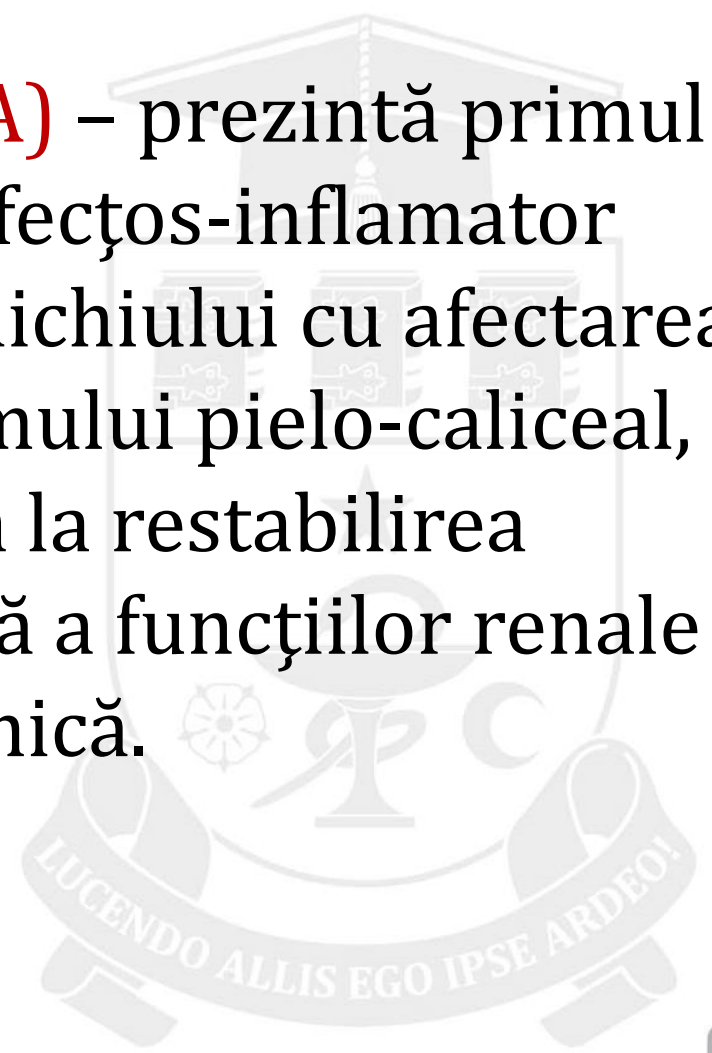 A) – prezintă primul
fecţos-inflamator
ichiului cu afectarea
mului pielo-caliceal,
la restabilirea
ă a funcţiilor renale
nică.
LUCENDO ALLIS EGO IPSE ARDEO!